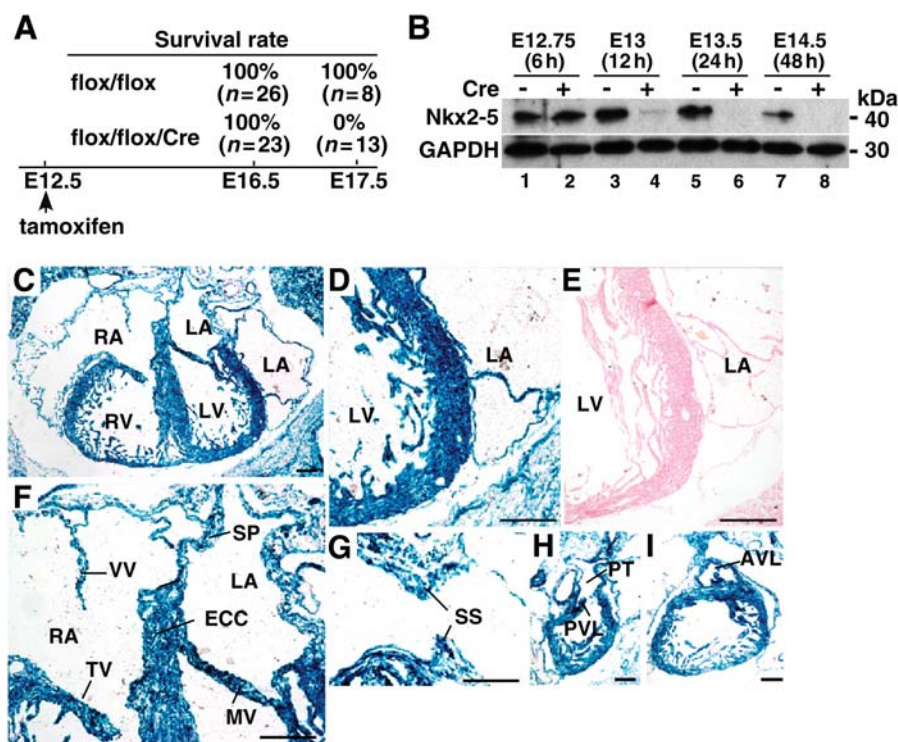 A
Survival rate
flox/flox 100% 100%
(n=26) (n=8)
flox/flox/Cre 100% 0%
(n=23) (n=13)
E12.5 E16.5 E17.5
tamoxifen
B
E12.75 E13 E13.5 E14.5
(6 h) (12 h) (24 h) (48 h)
Cre - + - + - + - + kDa
Nkx2-5 - 40
GAPDH - 30
1 2 3 4 5 6 7 8
C
RA
LA
LA
RV
LV
D
LA
LV
E
LA
LV
F
SP
VV
LA
ECC
RA
TV
MV
G
SS
H
PT
PVL
I
AVL